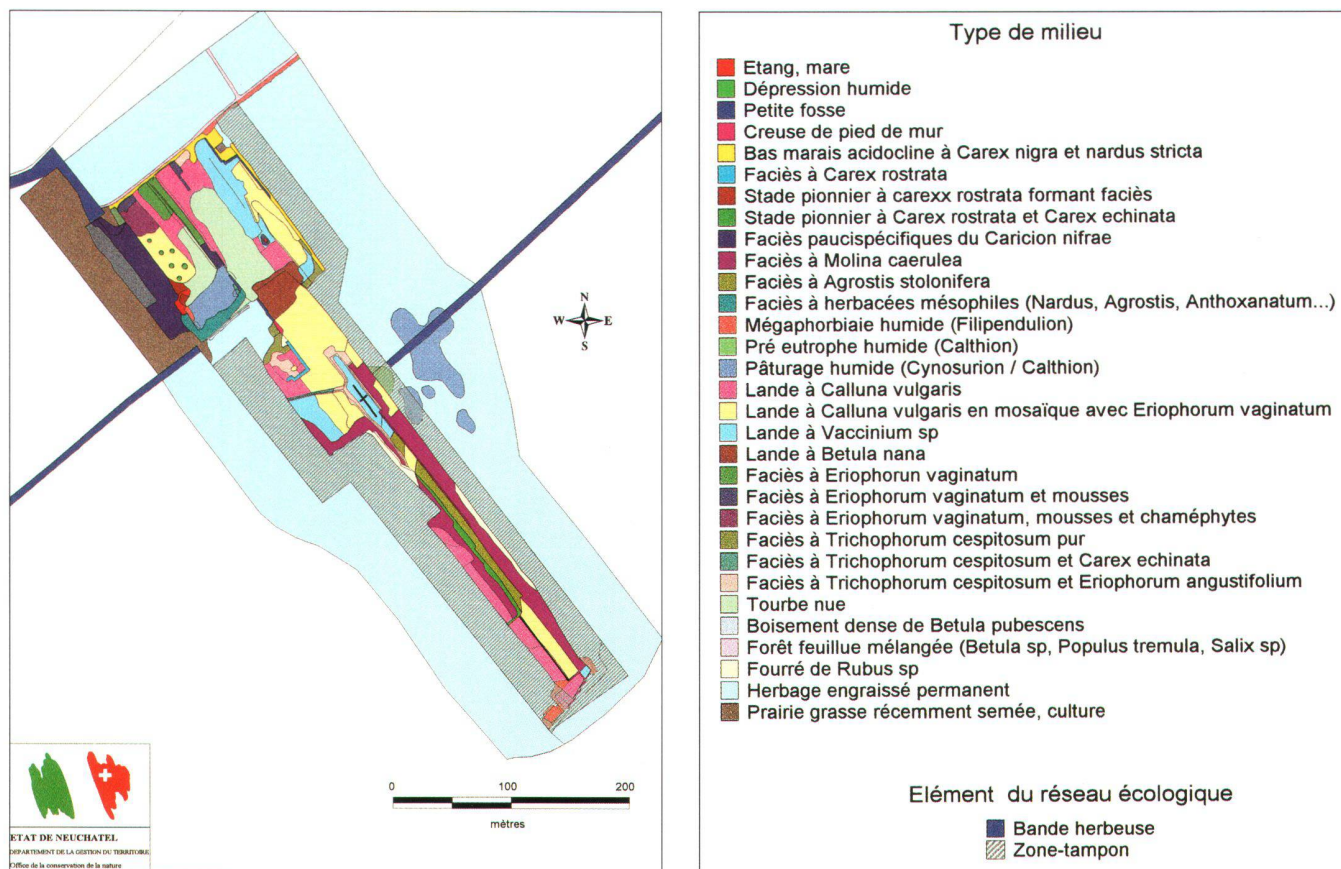 N
W E
S
0 100 200
mètres
ETAT DE NEUCHATEL
DEPARTEMENT DE LA GESTION DU TERRITOIRE
Office de la conservation de la nature
Type de milieu
Etang, mare
Dépression humide
Petite fosse
Creuse de pied de mur
Bas marais acidocline à Carex nigra et nardus stricta
Faciès à Carex rostrata
Stade pionnier à carexx rostrata formant faciès
Stade pionnier à Carex rostrata et Carex echinata
Faciès paucispécifiques du Caricion nifrae
Faciès à Molina caerulea
Faciès à Agrostis stolonifera
Faciès à herbacées mésophiles (Nardus, Agrostis, Anthoxanatum...)
Mégaphorbiaie humide (Filipendulion)
Pré eutrophe humide (Calthion)
Pâturage humide (Cynosurion / Calthion)
Lande à Calluna vulgaris
Lande à Calluna vulgaris en mosaïque avec Eriophorum vaginatum
Lande à Vaccinium sp
Lande à Betula nana
Faciès à Eriophorun vaginatum
Faciès à Eriophorum vaginatum et mousses
Faciès à Eriophorum vaginatum, mousses et chaméphytes
Faciès à Trichophorum cespitosum pur
Faciès à Trichophorum cespitosum et Carex echinata
Faciès à Trichophorum cespitosum et Eriophorum angustifolium
Tourbe nue
Boisement dense de Betula pubescens
Forêt feuillue mélangée (Betula sp, Populus tremula, Salix sp)
Fourré de Rubus sp
Herbage engraissé permanent
Prairie grasse récemment semée, culture
Elément du réseau écologique
Bande herbeuse
Zone-tampon